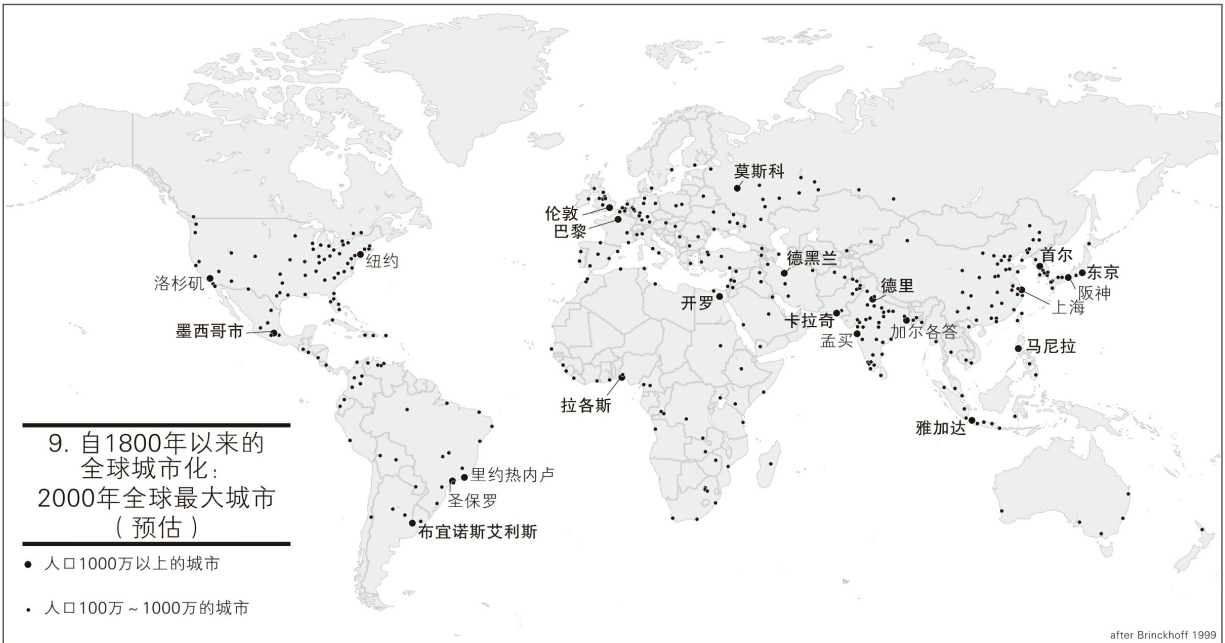 莫斯科
伦敦
巴黎
纽约
洛杉矶
墨西哥市
德黑兰
首尔
东京
阪神
上海
德里
开罗
卡拉奇
加尔各答
孟买
马尼拉
拉各斯
雅加达
里约热内卢
圣保罗
布宜诺斯艾利斯
9. 自1800年以来的
全球城市化:
2000年全球最大城市
(预估)
人口1000万以上的城市
人口100万~1000万的城市
after Brinckhoff 1999